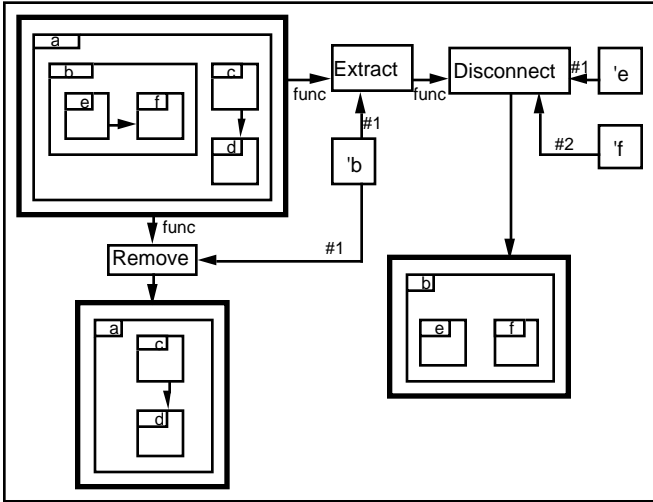 a
b
e
f
c
d
func
Extract
func
Disconnect
#1
'e
#1
#2
'f
'b
func
#1
Remove
a
c
d
b
e
f